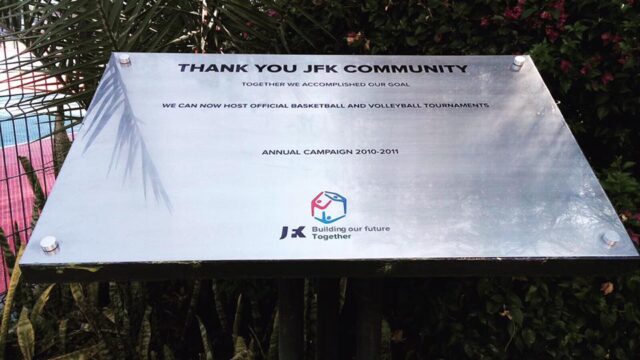 THANK YOU JFK COMMUNITY
TOGETHER WE ACCOMPLISHED OUR GOAL
WE CAN NOW HOST OFFICIAL BASKETBALL AND VOLLEYBALL TOURNAMENTS
ANNUAL CAMPAIGN 2010-2011
JFK Building our future
Together